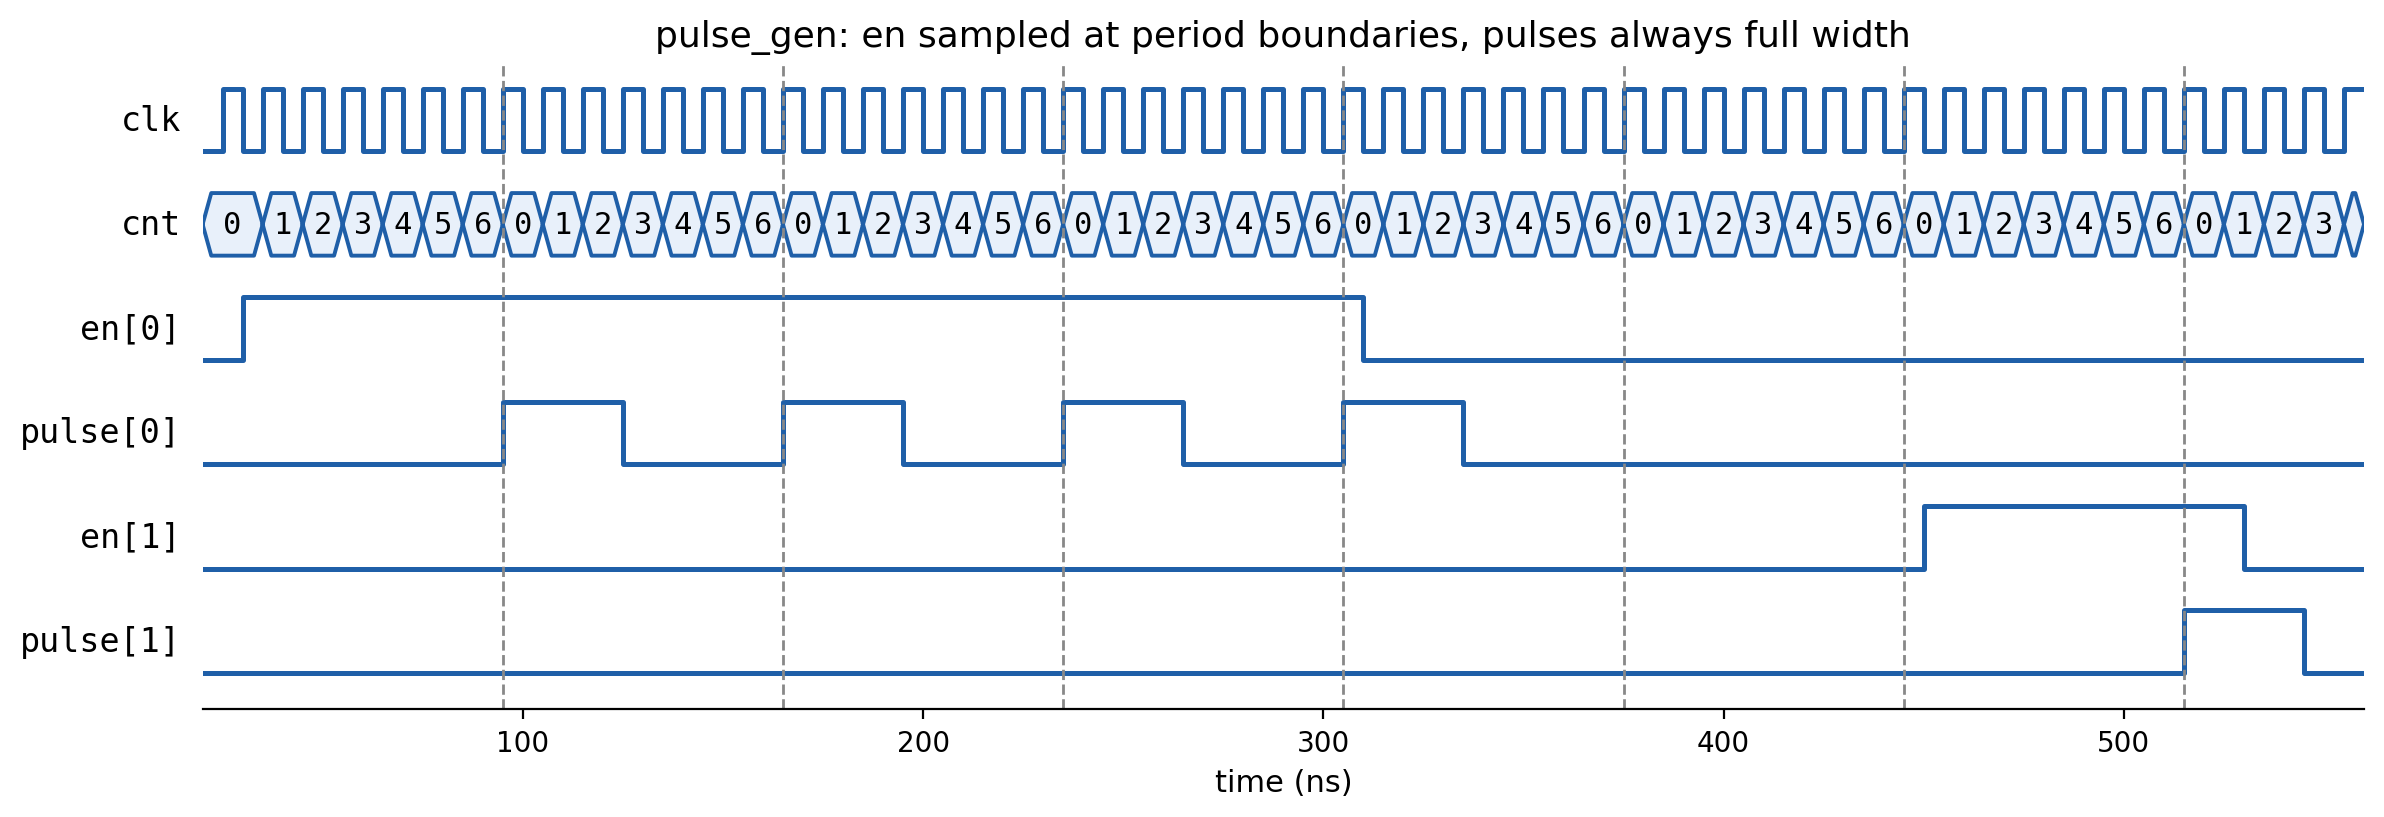 pulse_gen: en sampled at period boundaries, pulses always full width
clk
cnt 0 1 2 3 4 5 6 0 1 2 3 4 5 6 0 1 2 3 4 5 6 0 1 2 3 4 5 6 0 1 2 3 4 5 6 0 1 2 3 4 5 6 0 1 2 3 4 5 6 0 1 2 3
en[0]
pulse[0]
en[1]
pulse[1]
100 200 300 400 500
time (ns)